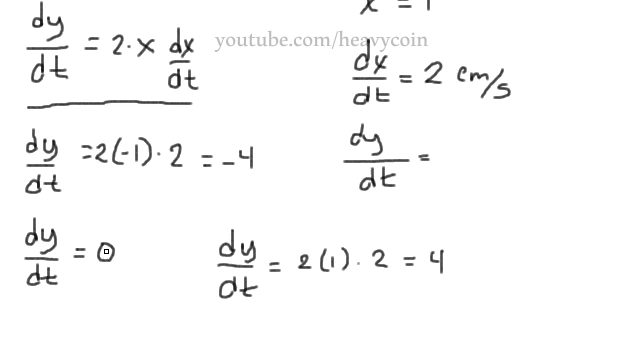 x = 1
dy/dt = 2·x dx/dt
youtube.com/heavycoin
dx/dt = 2 cm/s
dy/dt = 2(-1)·2 = -4
dy/dt =
dy/dt = 0
dy/dt = 2(1)·2 = 4